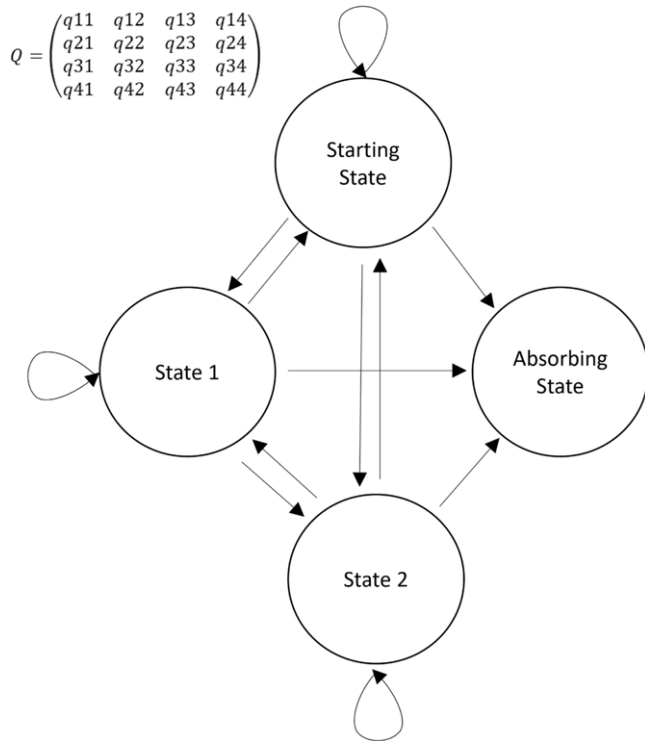 Q = (q11 q12 q13 q14
q21 q22 q23 q24
q31 q32 q33 q34
q41 q42 q43 q44)
Starting
State
State 1
Absorbing
State
State 2